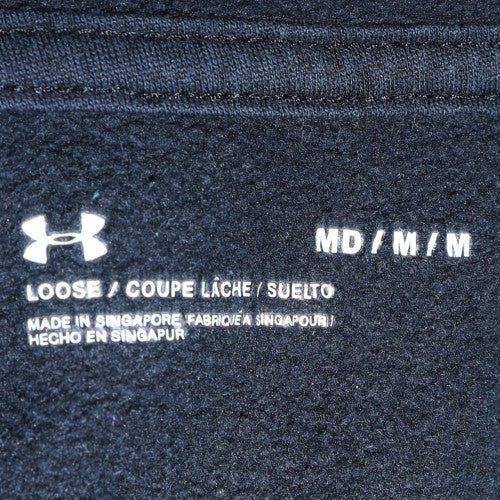 MD / M / M
LOOSE / COUPE LÂCHE / SUELTO
MADE IN SINGAPORE FABRIQUÉ À SINGAPOUR /
HECHO EN SINGAPUR